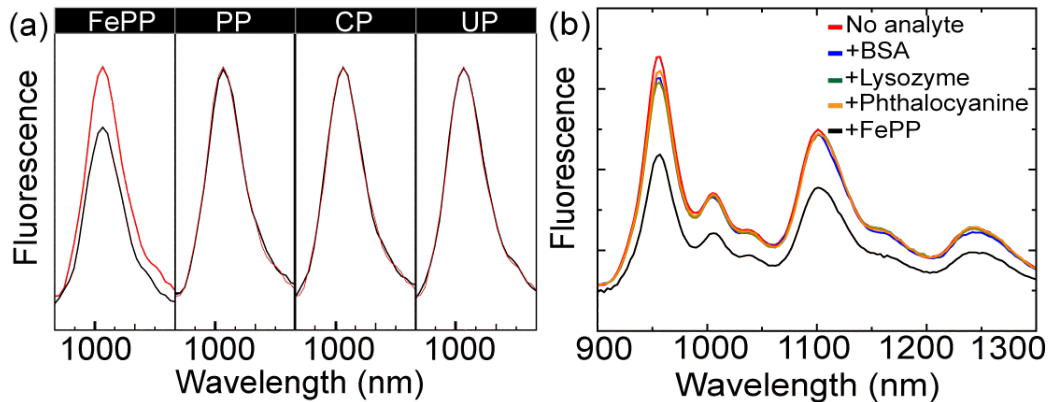 (a) FePP PP CP UP
Fluorescence
1000 1000 1000 1000
Wavelength (nm)
(b)
No analyte
+BSA
+Lysozyme
+Phthalocyanine
+FePP
Fluorescence
900 1000 1100 1200 1300
Wavelength (nm)